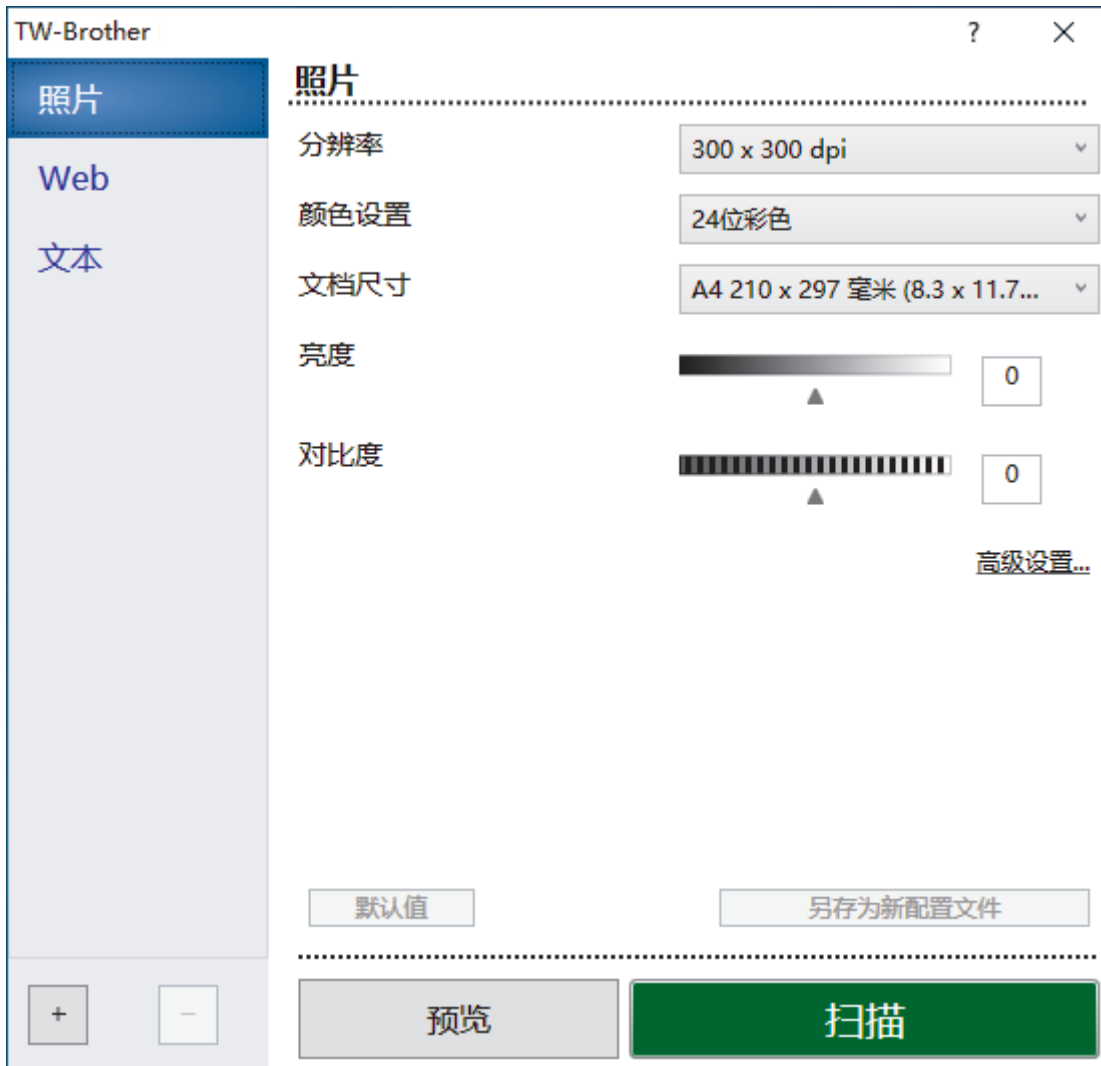 TW-Brother ?
照片
Web
文本
照片
分辨率 300 x 300 dpi
颜色设置 24位彩色
文档尺寸 A4 210 x 297 毫米 (8.3 x 11.7...
亮度 0
对比度 0
高级设置...
默认值 另存为新配置文件
+ − 预览 扫描